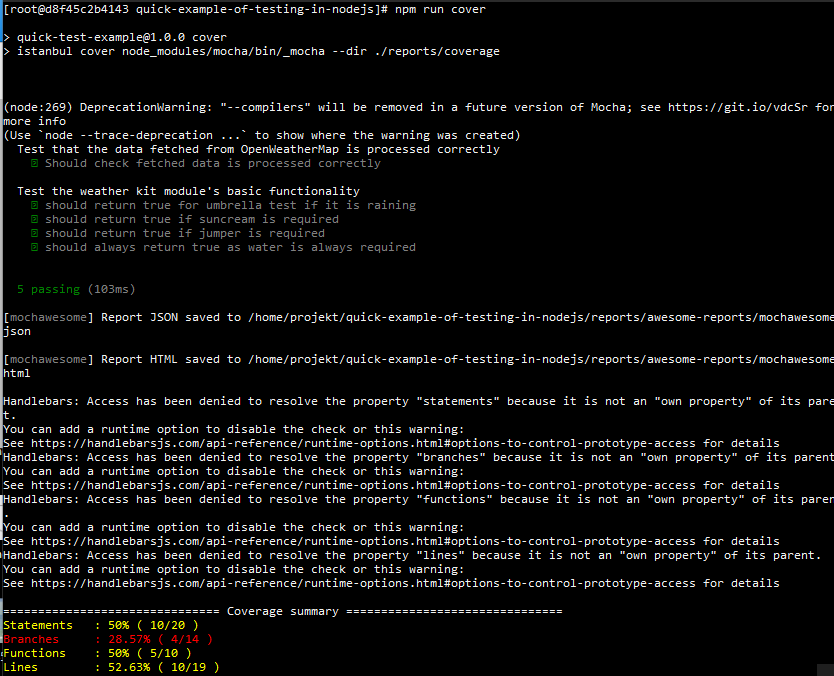 [root@d8f45c2b4143 quick-example-of-testing-in-nodejs]# npm run cover
> quick-test-example@1.0.0 cover
> istanbul cover node_modules/mocha/bin/_mocha --dir ./reports/coverage
(node:269) DeprecationWarning: "--compilers" will be removed in a future version of Mocha; see https://git.io/vdcSr for
more info
(Use `node --trace-deprecation ...` to show where the warning was created)
Test that the data fetched from OpenWeatherMap is processed correctly
Should check fetched data is processed correctly
Test the weather kit module's basic functionality
should return true for umbrella test if it is raining
should return true if suncream is required
should return true if jumper is required
should always return true as water is always required
5 passing (103ms)
[mochawesome] Report JSON saved to /home/projekt/quick-example-of-testing-in-nodejs/reports/awesome-reports/mochawesome
json
[mochawesome] Report HTML saved to /home/projekt/quick-example-of-testing-in-nodejs/reports/awesome-reports/mochawesome
html
Handlebars: Access has been denied to resolve the property "statements" because it is not an "own property" of its pare
t.
You can add a runtime option to disable the check or this warning:
See https://handlebarsjs.com/api-reference/runtime-options.html#options-to-control-prototype-access for details
Handlebars: Access has been denied to resolve the property "branches" because it is not an "own property" of its parent
You can add a runtime option to disable the check or this warning:
See https://handlebarsjs.com/api-reference/runtime-options.html#options-to-control-prototype-access for details
Handlebars: Access has been denied to resolve the property "functions" because it is not an "own property" of its paren
.
You can add a runtime option to disable the check or this warning:
See https://handlebarsjs.com/api-reference/runtime-options.html#options-to-control-prototype-access for details
Handlebars: Access has been denied to resolve the property "lines" because it is not an "own property" of its parent.
You can add a runtime option to disable the check or this warning:
See https://handlebarsjs.com/api-reference/runtime-options.html#options-to-control-prototype-access for details
=============================== Coverage summary ===============================
Statements   : 50% ( 10/20 )
Branches     : 28.57% ( 4/14 )
Functions    : 50% ( 5/10 )
Lines        : 52.63% ( 10/19 )